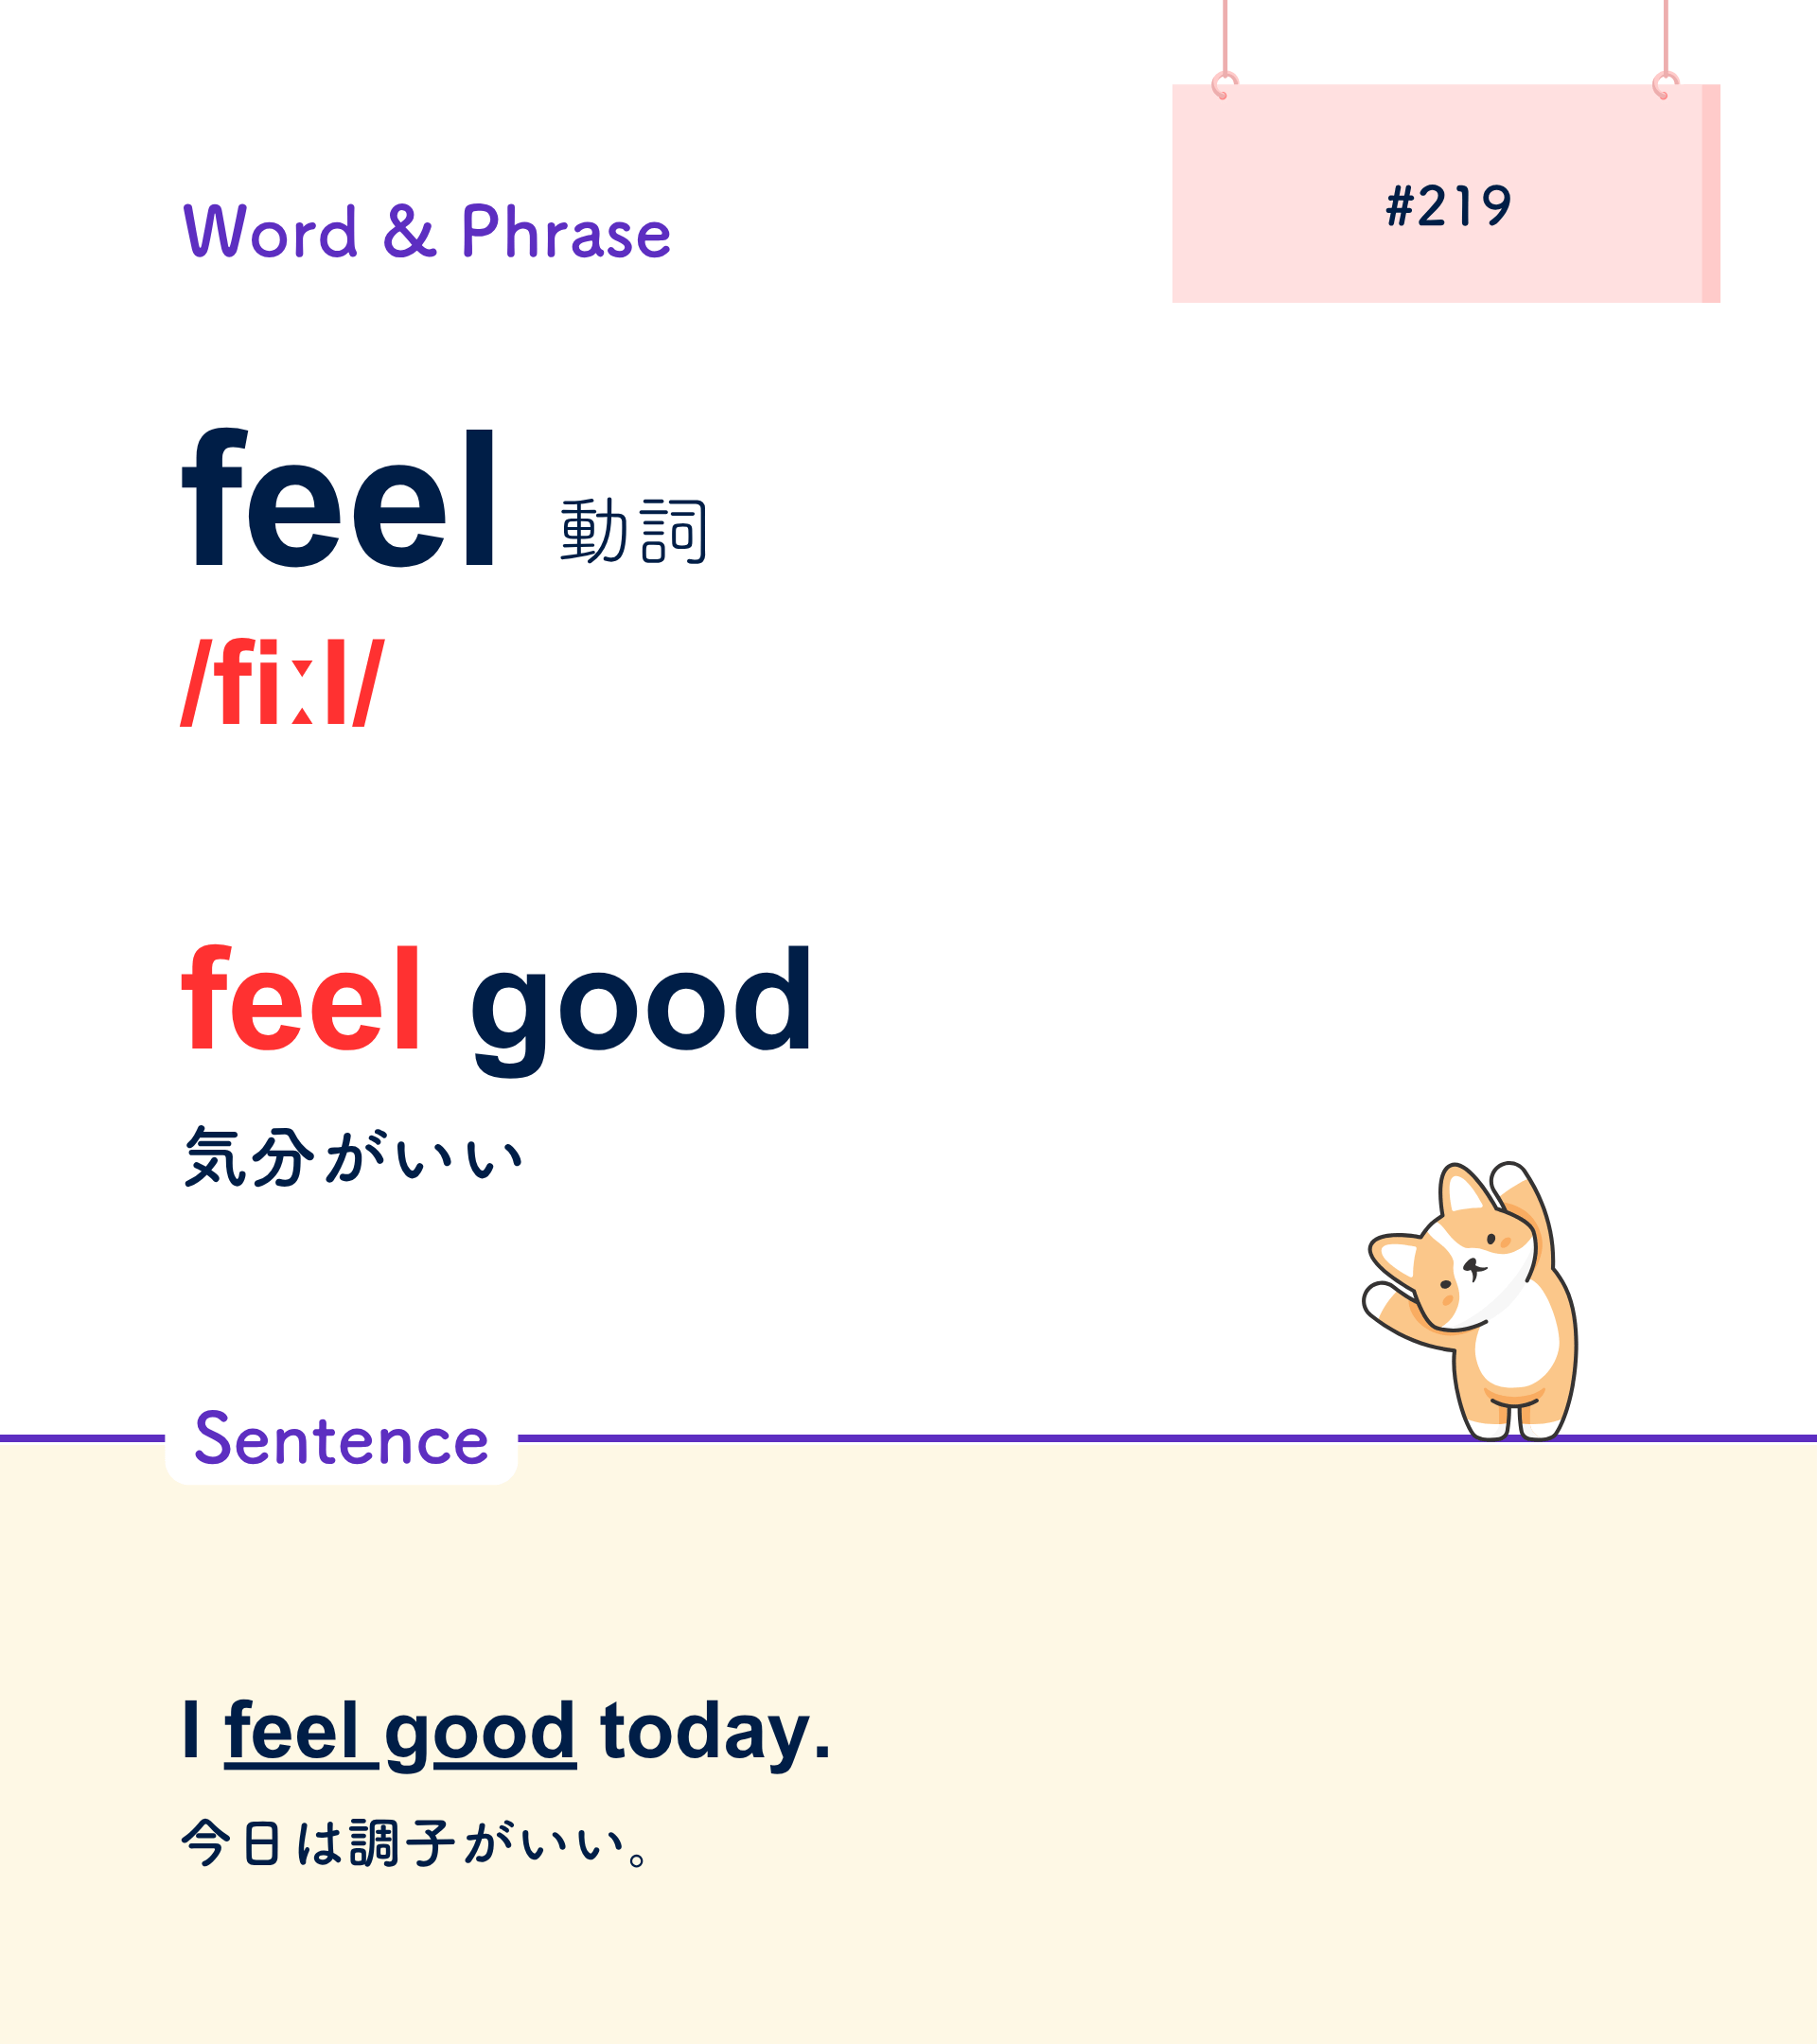 #219
Word & Phrase
feel 動詞
/fiːl/
feel good
気分がいい
Sentence
I feel good today.
今日は調子がいい。